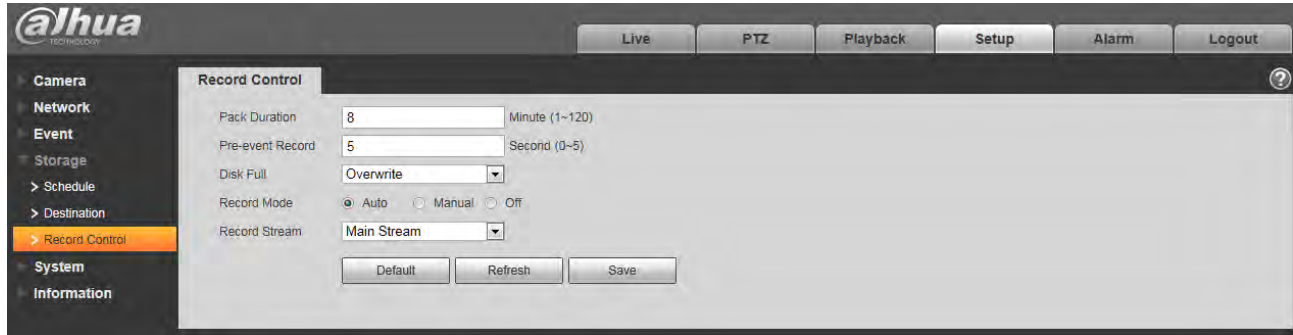 alhua
TECHNOLOGY
Live PTZ Playback Setup Alarm Logout
Camera
Network
Event
Storage
> Schedule
> Destination
> Record Control
System
Information
Record Control
?
Pack Duration 8 Minute (1~120)
Pre-event Record 5 Second (0~5)
Disk Full Overwrite
Record Mode Auto Manual Off
Record Stream Main Stream
Default Refresh Save